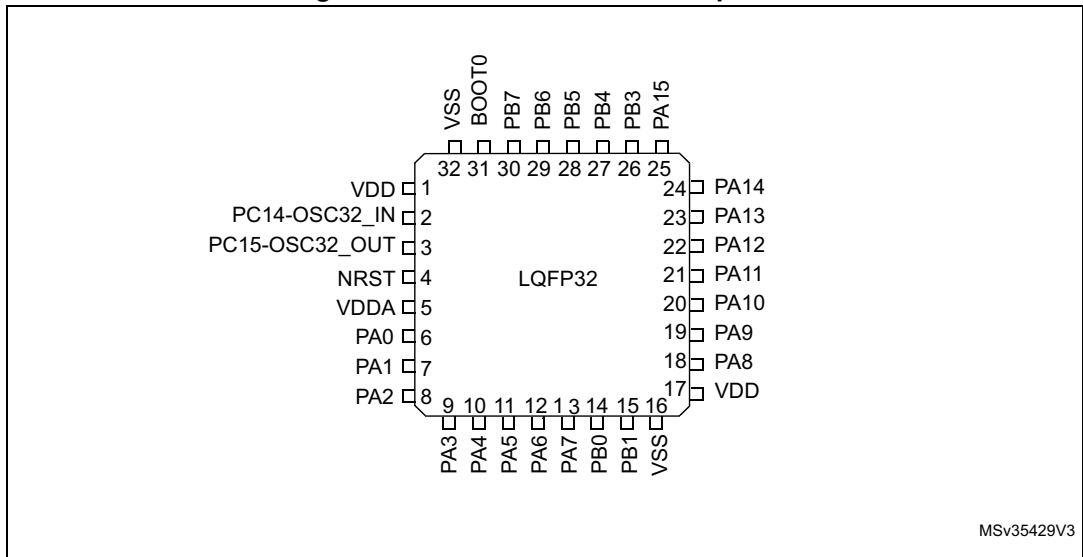 VSS
BOOT0
PB7
PB6
PB5
PB4
PB3
PA15
32 31 30 29 28 27 26 25
VDD 1
PC14-OSC32_IN 2
PC15-OSC32_OUT 3
NRST 4
VDDA 5
PA0 6
PA1 7
PA2 8
LQFP32
24 PA14
23 PA13
22 PA12
21 PA11
20 PA10
19 PA9
18 PA8
17 VDD
9 10 11 12 13 14 15 16
PA3
PA4
PA5
PA6
PA7
PB0
PB1
VSS
MSv35429V3